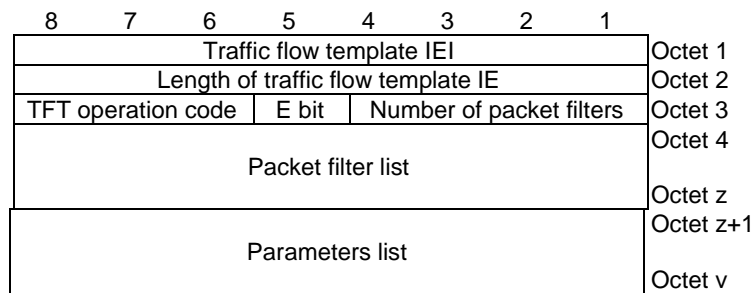 8 7 6 5 4 3 2 1
Traffic flow template IEI Octet 1
Length of traffic flow template IE Octet 2
TFT operation code E bit Number of packet filters Octet 3
Octet 4
Packet filter list
Octet z
Octet z+1
Parameters list
Octet v